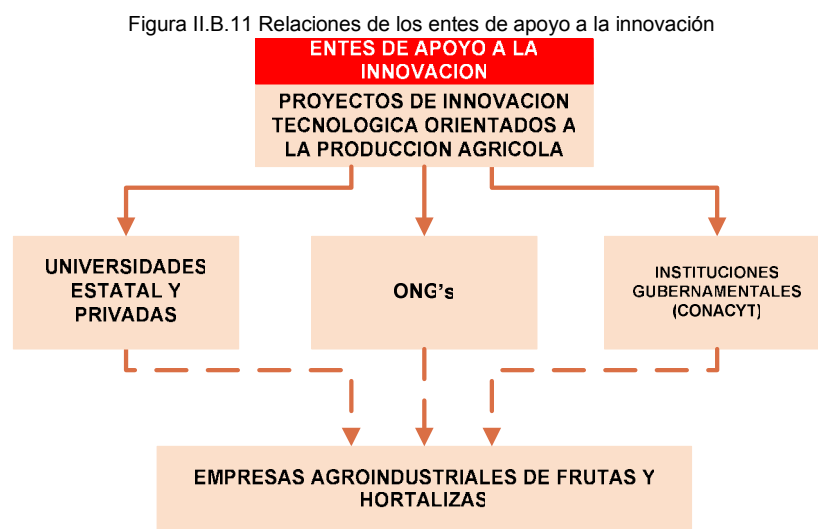 Figura II.B.11 Relaciones de los entes de apoyo a la innovación
ENTES DE APOYO A LA
INNOVACION
PROYECTOS DE INNOVACION
TECNOLOGICA ORIENTADOS A
LA PRODUCCION AGRICOLA
UNIVERSIDADES
ESTATAL Y
PRIVADAS
ONG's
INSTITUCIONES
GUBERNAMENTALES
(CONACYT)
EMPRESAS AGROINDUSTRIALES DE FRUTAS Y
HORTALIZAS